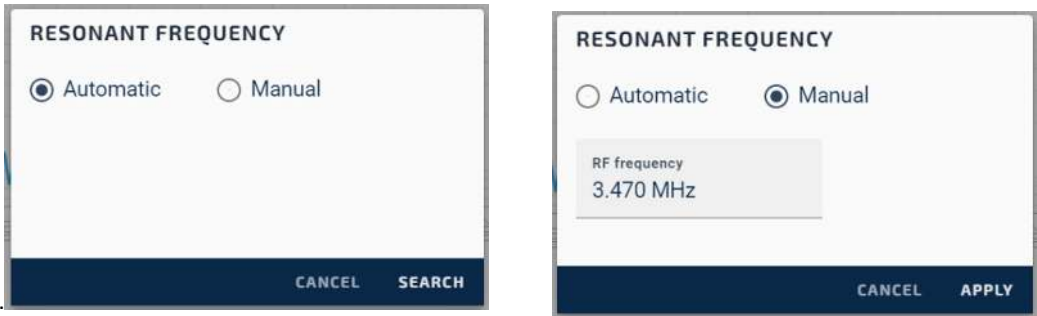 RESONANT FREQUENCY
Automatic Manual
CANCEL SEARCH
RESONANT FREQUENCY
Automatic Manual
RF frequency
3.470 MHz
CANCEL APPLY